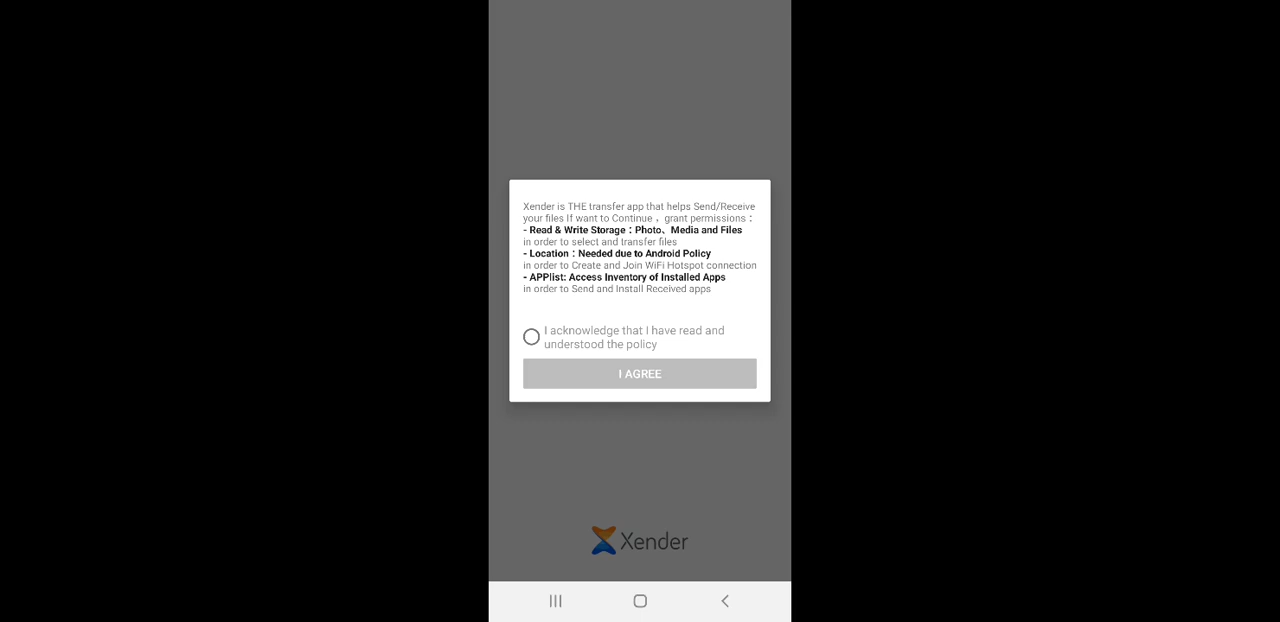 Xender is THE transfer app that helps Send/Receive
your files If want to Continue， grant permissions：
- Read & Write Storage：Photo、Media and Files
in order to select and transfer files
- Location：Needed due to Android Policy
in order to Create and Join WiFi Hotspot connection
- APPlist: Access Inventory of Installed Apps
in order to Send and Install Received apps
I acknowledge that I have read and
understood the policy
I AGREE
Xender